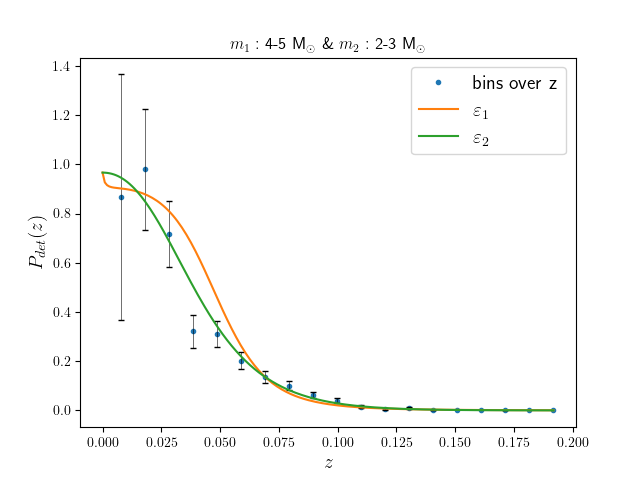 m₁ : 4-5 M⊙ & m₂ : 2-3 M⊙
1.4
1.2
1.0
0.8
0.6
0.4
0.2
0.0
P_det(z)
bins over z
ε₁
ε₂
0.000 0.025 0.050 0.075 0.100 0.125 0.150 0.175 0.200
z